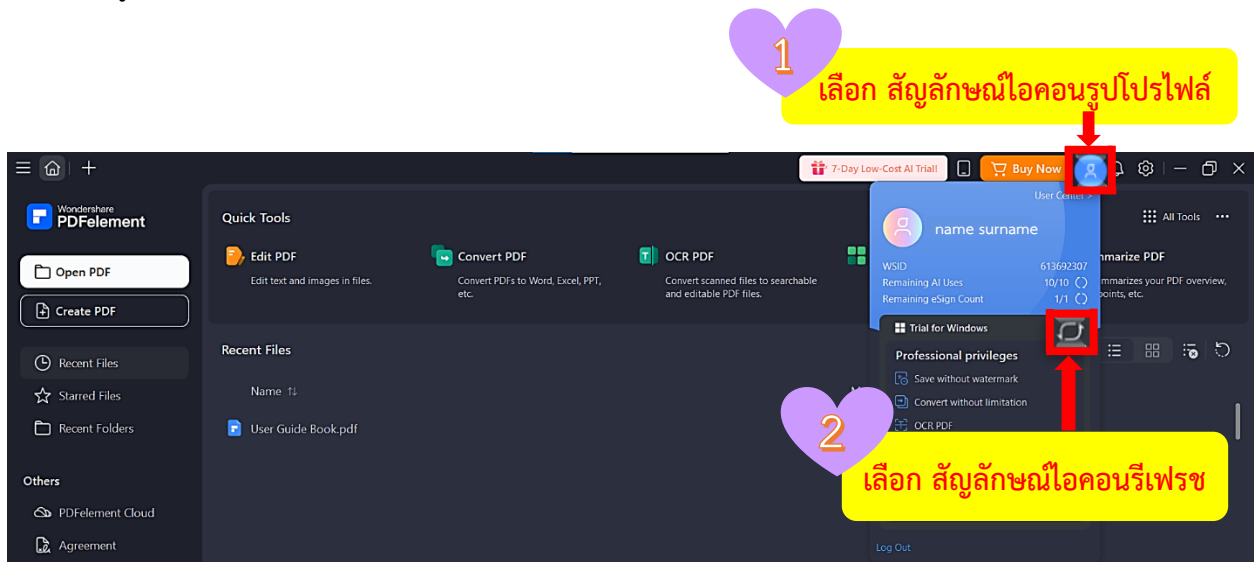 1
เลือก สัญลักษณ์ไอคอนรูปโปรไฟล์
7-Day Low-Cost AI Trial!
Buy Now
Wondershare
PDFelement
Open PDF
Create PDF
Recent Files
Starred Files
Recent Folders
Others
PDFelement Cloud
Agreement
Quick Tools
All Tools
Edit PDF
Edit text and images in files.
Convert PDF
Convert PDFs to Word, Excel, PPT,
etc.
OCR PDF
Convert scanned files to searchable
and editable PDF files.
PDF
your PDF overview,
etc.
Recent Files
Name
User Guide Book.pdf
User Center >
name surname
WSID 613692307
Remaining AI Uses 10/10
Remaining eSign Count 1/1
Trial for Windows
Professional privileges
Save without watermark
Convert without limitation
OCR PDF
2
เลือก สัญลักษณ์ไอคอนรีเฟรช
Log Out